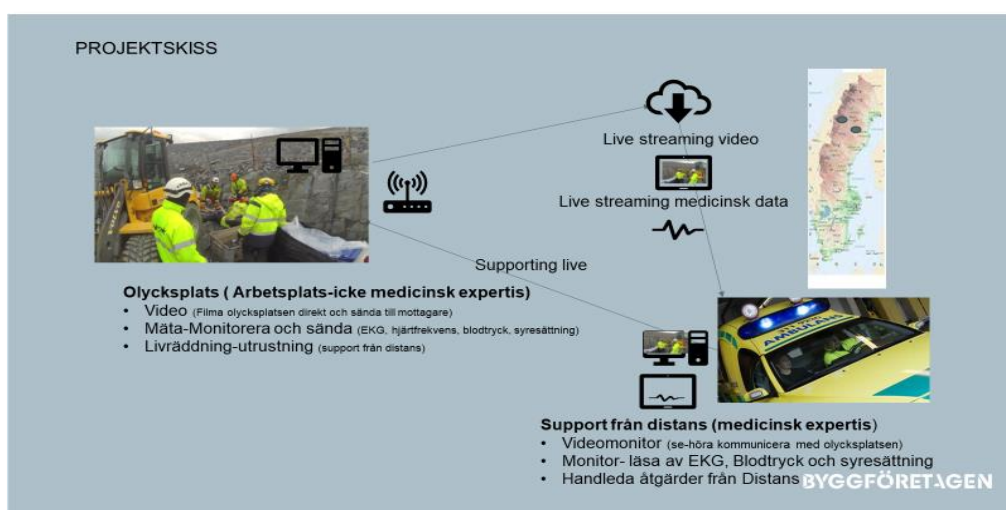 PROJEKTSKISS
Live streaming video
Live streaming medicinsk data
Supporting live
Olycksplats ( Arbetsplats-icke medicinsk expertis)
• Video (Filma olycksplatsen direkt och sända till mottagare)
• Mäta-Monitorera och sända (EKG, hjärtfrekvens, blodtryck, syresättning)
• Livräddning-utrustning (support från distans)
AMBULANS
Support från distans (medicinsk expertis)
• Videomonitor (se-höra kommunicera med olycksplatsen)
• Monitor- läsa av EKG, Blodtryck och syresättning
• Handleda åtgärder från Distans
BYGGFÖRETAGEN